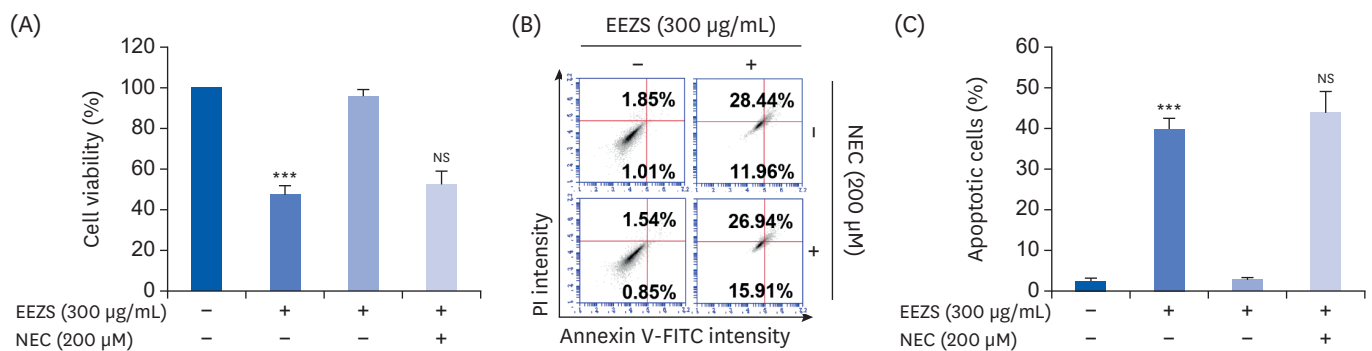 (A)
120
100
80
60
40
20
0
Cell viability (%)
***
NS
EEZS (300 µg/mL) − + + +
NEC (200 µM) − − − +
(B)
EEZS (300 µg/mL)
− +
1.85%
1.01%
28.44%
11.96%
−
1.54%
0.85%
26.94%
15.91%
+
NEC (200 µM)
PI intensity
Annexin V-FITC intensity
(C)
60
50
40
30
20
10
0
Apoptotic cells (%)
***
NS
EEZS (300 µg/mL) − + + +
NEC (200 µM) − − − +